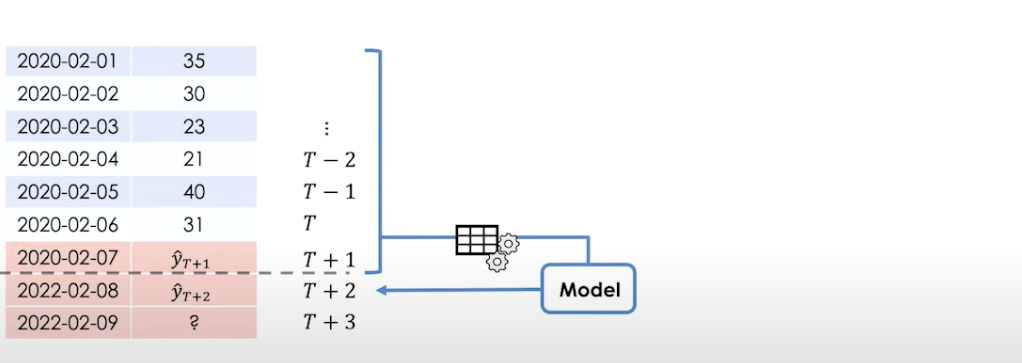 2020-02-01 35
2020-02-02 30
2020-02-03 23 ⋮
2020-02-04 21 T − 2
2020-02-05 40 T − 1
2020-02-06 31 T
2020-02-07 ŷT+1 T + 1
2022-02-08 ŷT+2 T + 2 Model
2022-02-09 ? T + 3